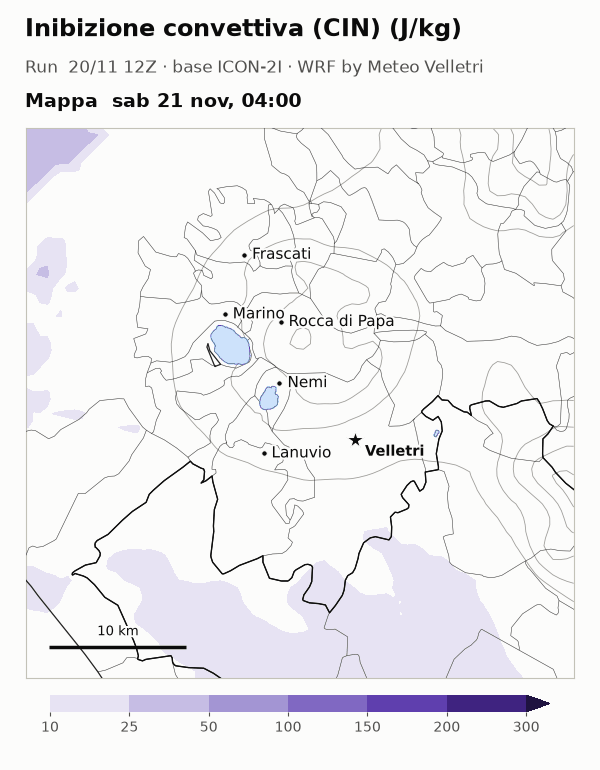 Inibizione convettiva (CIN) (J/kg)
Run  20/11 12Z · base ICON-2I · WRF by Meteo Velletri
Mappa  sab 21 nov, 04:00
Frascati
Marino
Rocca di Papa
Nemi
Velletri
Lanuvio
10 km
10 25 50 100 150 200 300